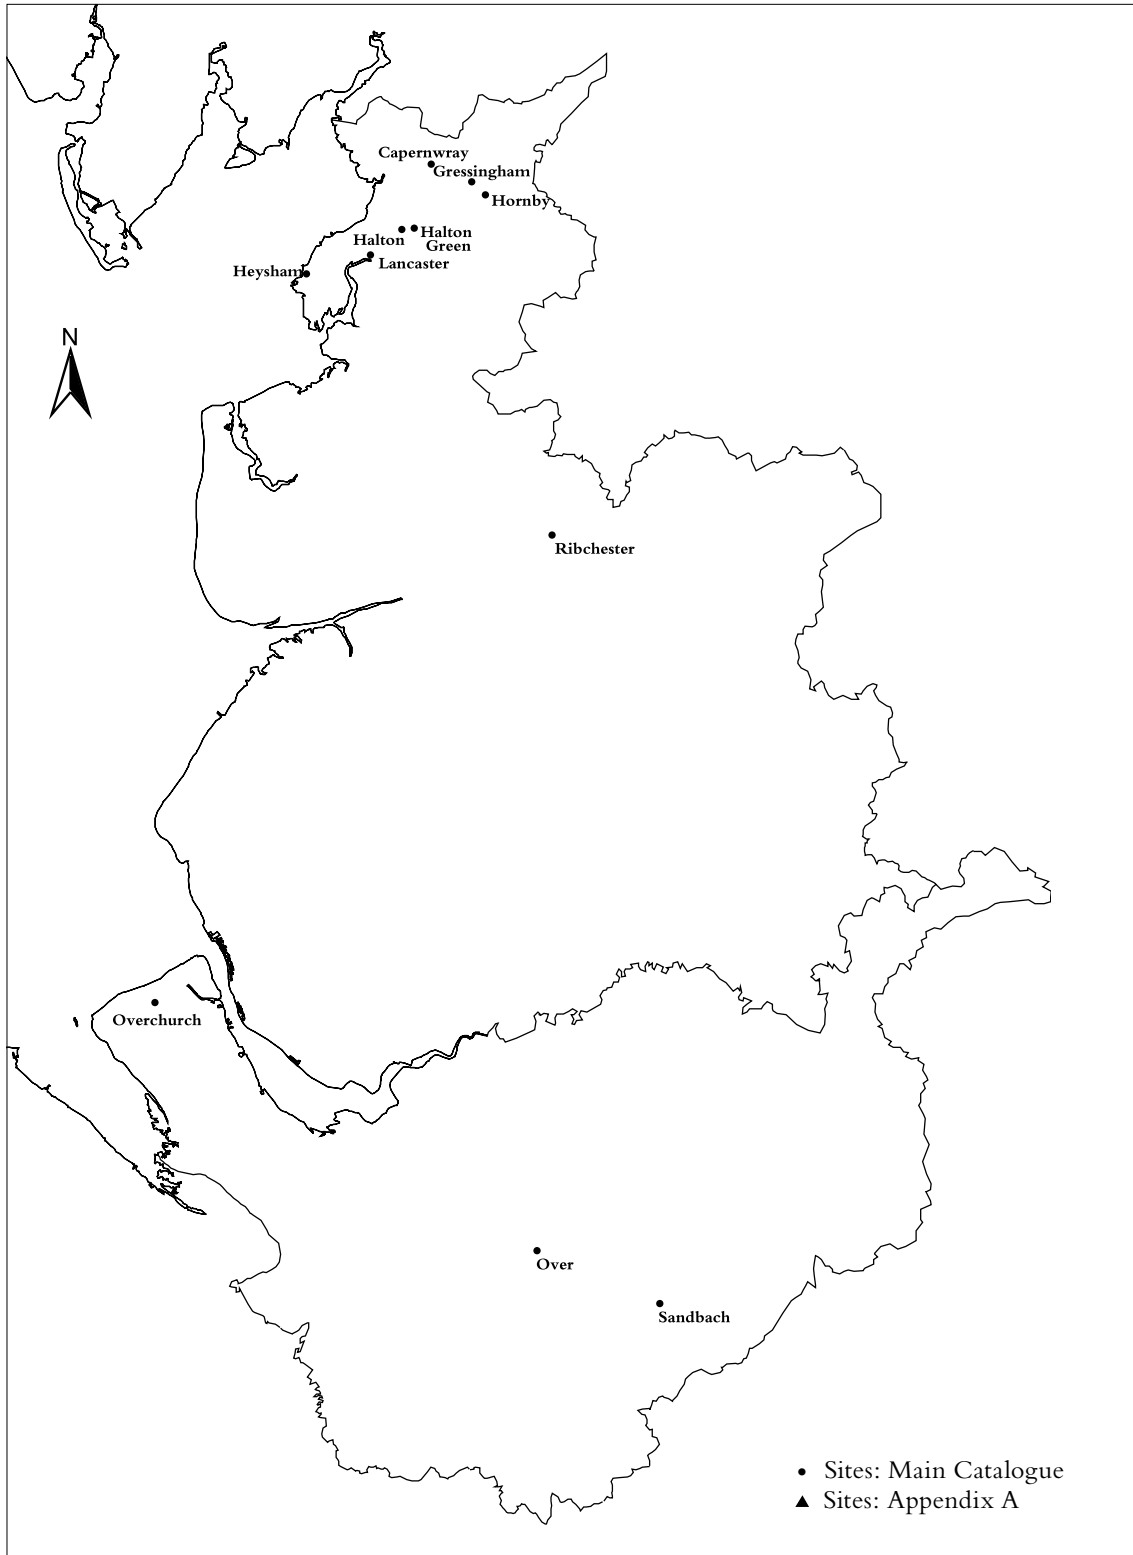 Capernwray
Gressingham
Hornby
Halton
Halton
Green
Lancaster
Heysham
N
Ribchester
Overchurch
Over
Sandbach
Sites: Main Catalogue
Sites: Appendix A